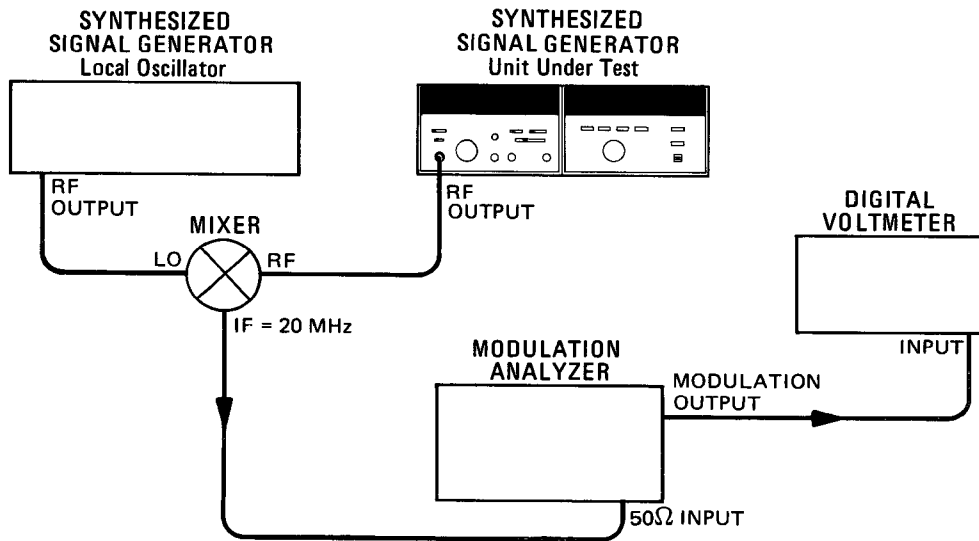 SYNTHESIZED
SIGNAL GENERATOR
Local Oscillator
SYNTHESIZED
SIGNAL GENERATOR
Unit Under Test
RF
OUTPUT
RF
OUTPUT
MIXER
LO
RF
IF = 20 MHz
DIGITAL
VOLTMETER
INPUT
MODULATION
ANALYZER
MODULATION
OUTPUT
50Ω INPUT